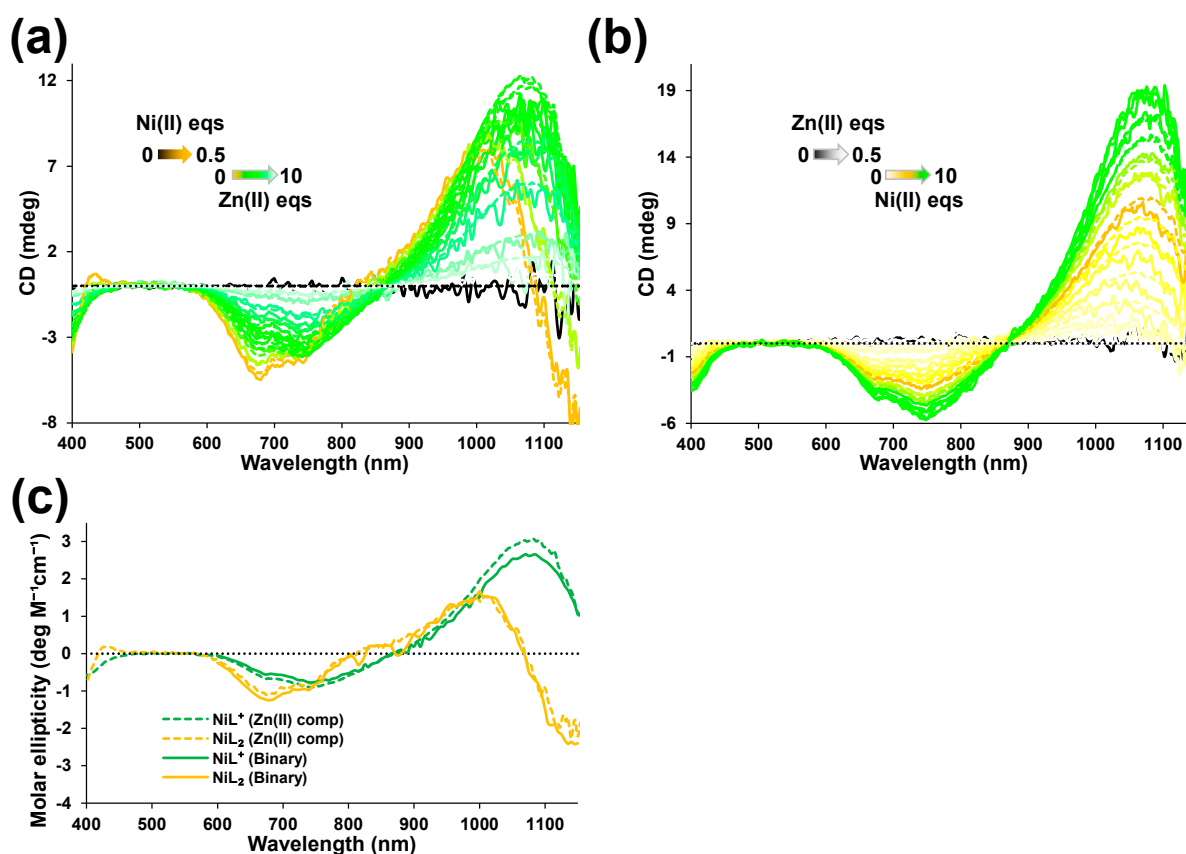 (a)
12
7
2
-3
-8
CD (mdeg)
Ni(II) eqs
0 0.5
0 10
Zn(II) eqs
400 500 600 700 800 900 1000 1100
Wavelength (nm)
(b)
19
14
9
4
-1
-6
CD (mdeg)
Zn(II) eqs
0 0.5
0 10
Ni(II) eqs
400 500 600 700 800 900 1000 1100
Wavelength (nm)
(c)
3
2
1
0
-1
-2
-3
-4
Molar ellipticity (deg M⁻¹cm⁻¹)
NiL⁺ (Zn(II) comp)
NiL₂ (Zn(II) comp)
NiL⁺ (Binary)
NiL₂ (Binary)
400 500 600 700 800 900 1000 1100
Wavelength (nm)